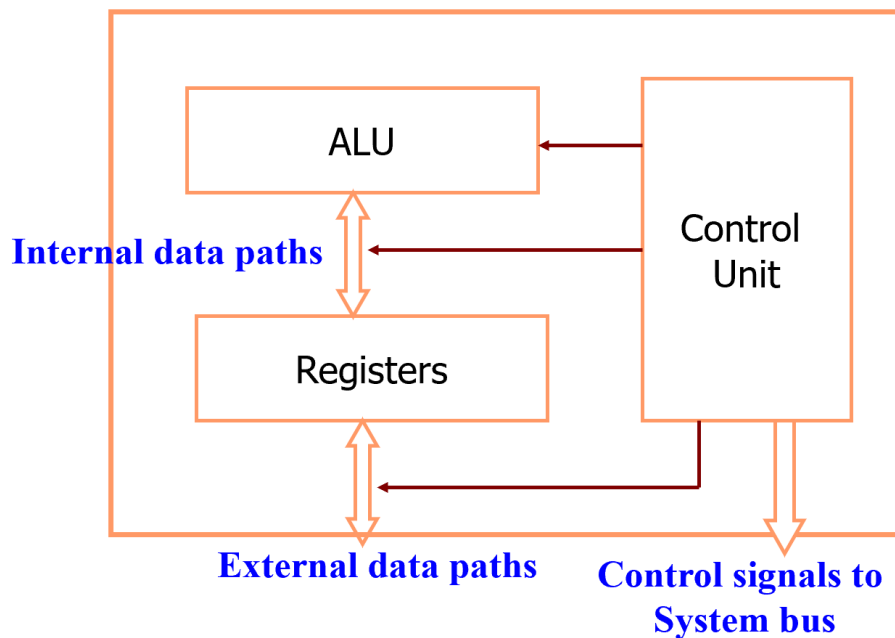 ALU
Control
Unit
Internal data paths
Registers
External data paths
Control signals to
System bus